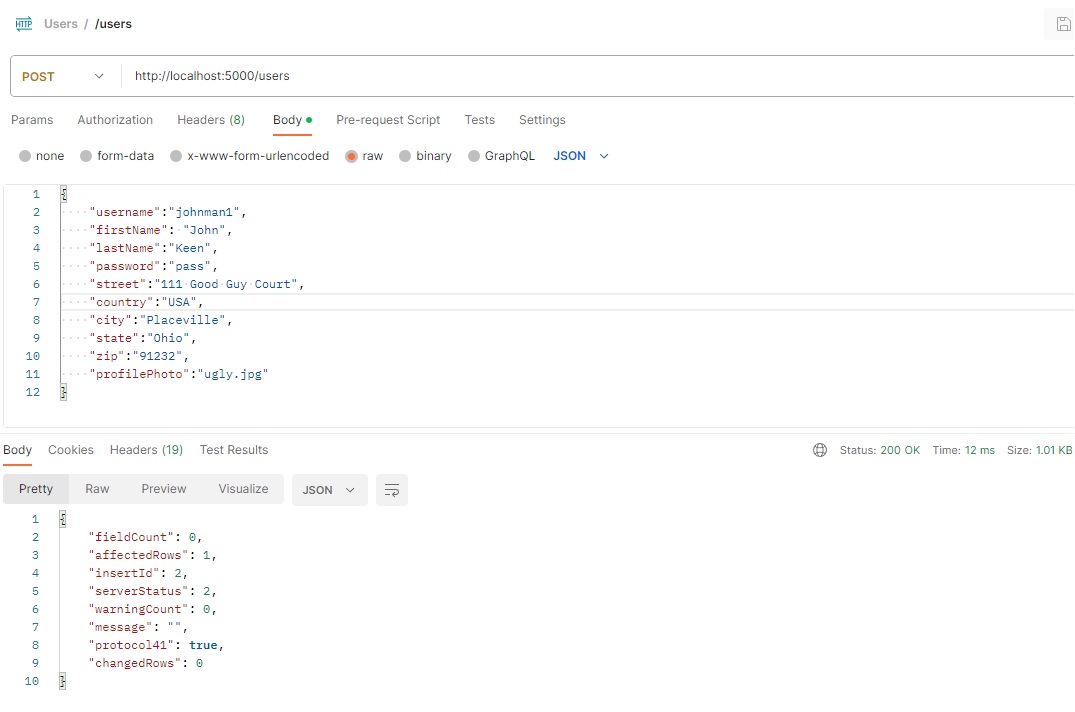 HTTP Users / /users
POST http://localhost:5000/users
Params Authorization Headers (8) Body Pre-request Script Tests Settings
none form-data x-www-form-urlencoded raw binary GraphQL JSON
1 {
2 "username":"johnman1",
3 "firstName": "John",
4 "lastName":"Keen",
5 "password":"pass",
6 "street":"111 Good Guy Court",
7 "country":"USA",
8 "city":"Placeville",
9 "state":"Ohio",
10 "zip":"91232",
11 "profilePhoto":"ugly.jpg"
12 }
Body Cookies Headers (19) Test Results Status: 200 OK Time: 12 ms Size: 1.01 KB
Pretty Raw Preview Visualize JSON
1 {
2 "fieldCount": 0,
3 "affectedRows": 1,
4 "insertId": 2,
5 "serverStatus": 2,
6 "warningCount": 0,
7 "message": "",
8 "protocol41": true,
9 "changedRows": 0
10 }